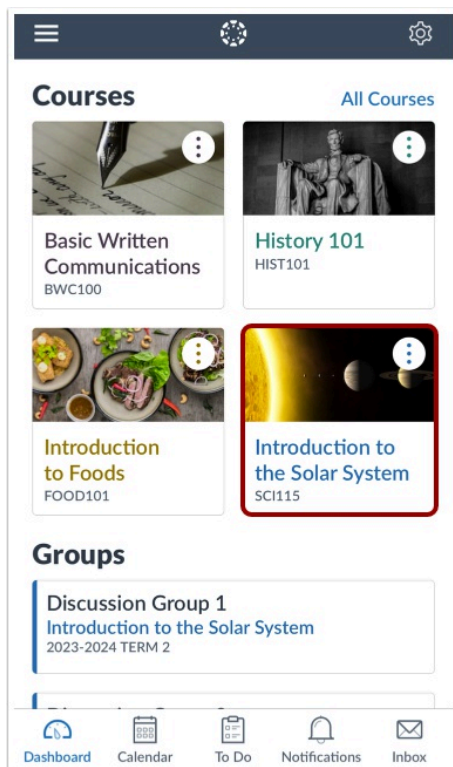 Courses
All Courses
Basic Written
Communications
BWC100
History 101
HIST101
Introduction
to Foods
FOOD101
Introduction to
the Solar System
SCI115
Groups
Discussion Group 1
Introduction to the Solar System
2023-2024 TERM 2
Dashboard
Calendar
To Do
Notifications
Inbox